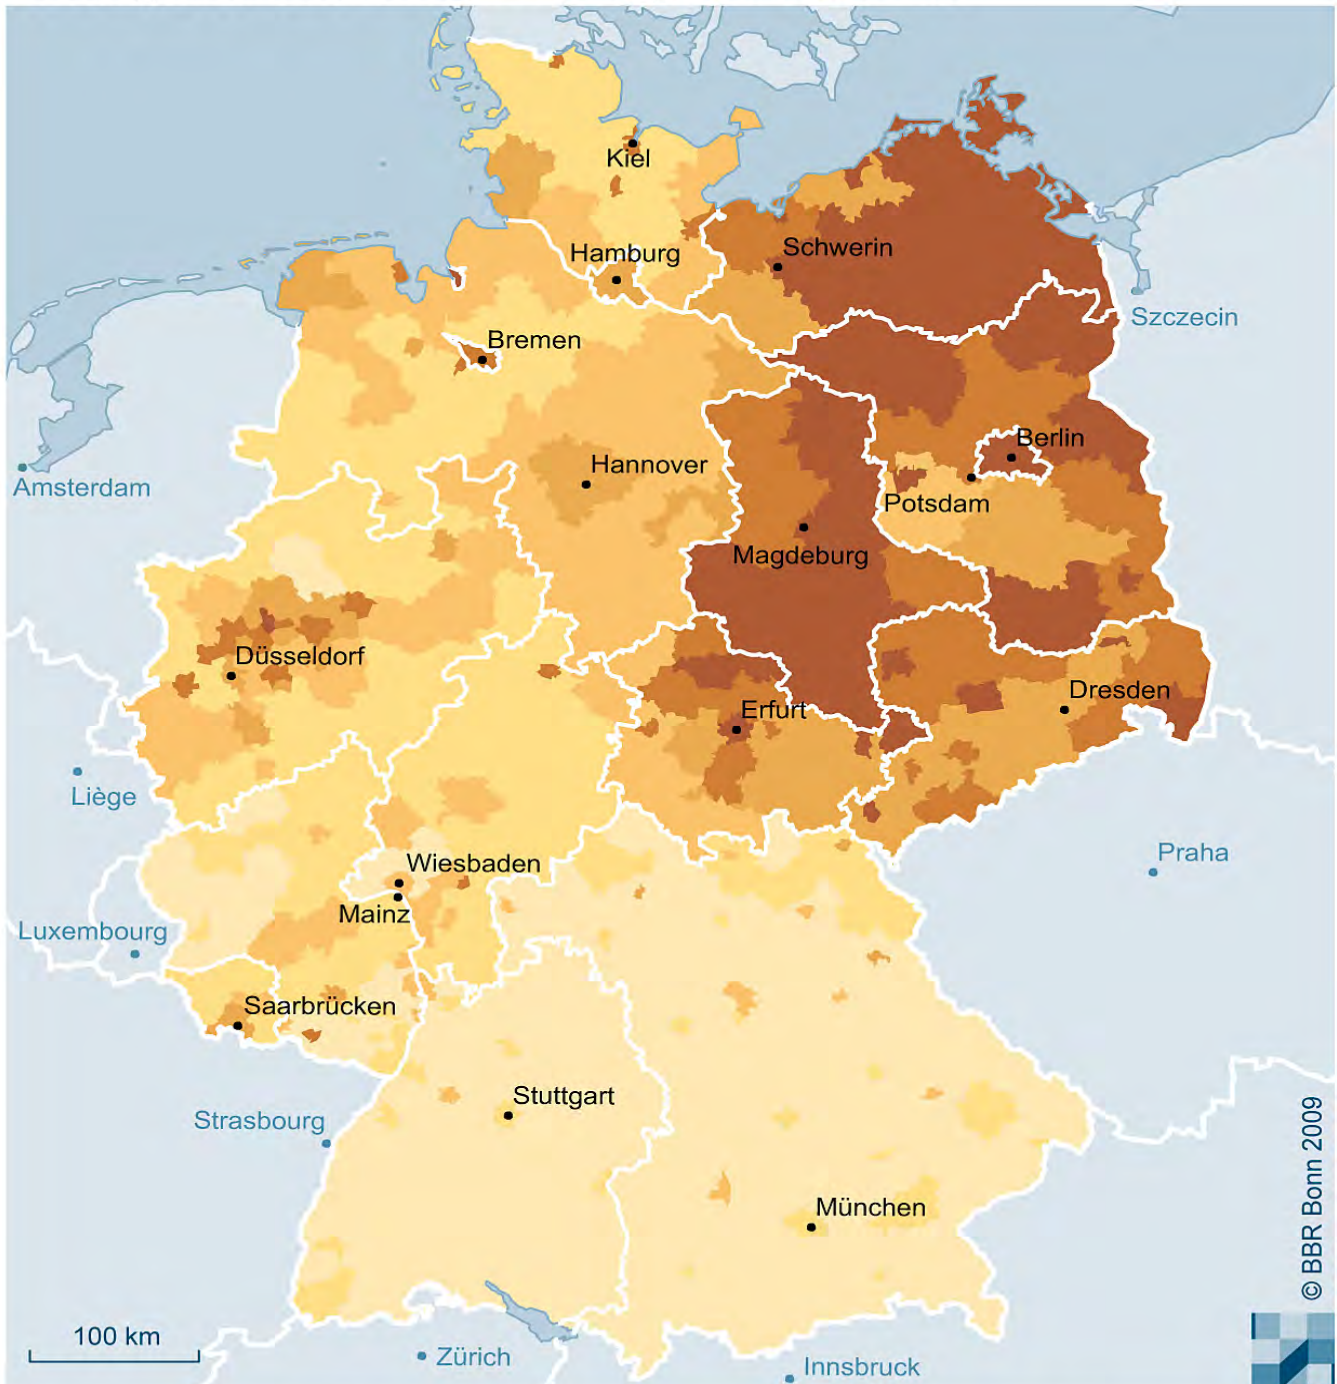 Kiel
Hamburg
Schwerin
Szczecin
Bremen
Berlin
Hannover
Amsterdam
Potsdam
Magdeburg
Düsseldorf
Dresden
Erfurt
Liège
Praha
Wiesbaden
Mainz
Luxembourg
Saarbrücken
Stuttgart
Strasbourg
München
© BBR Bonn 2009
100 km
Zürich
Innsbruck